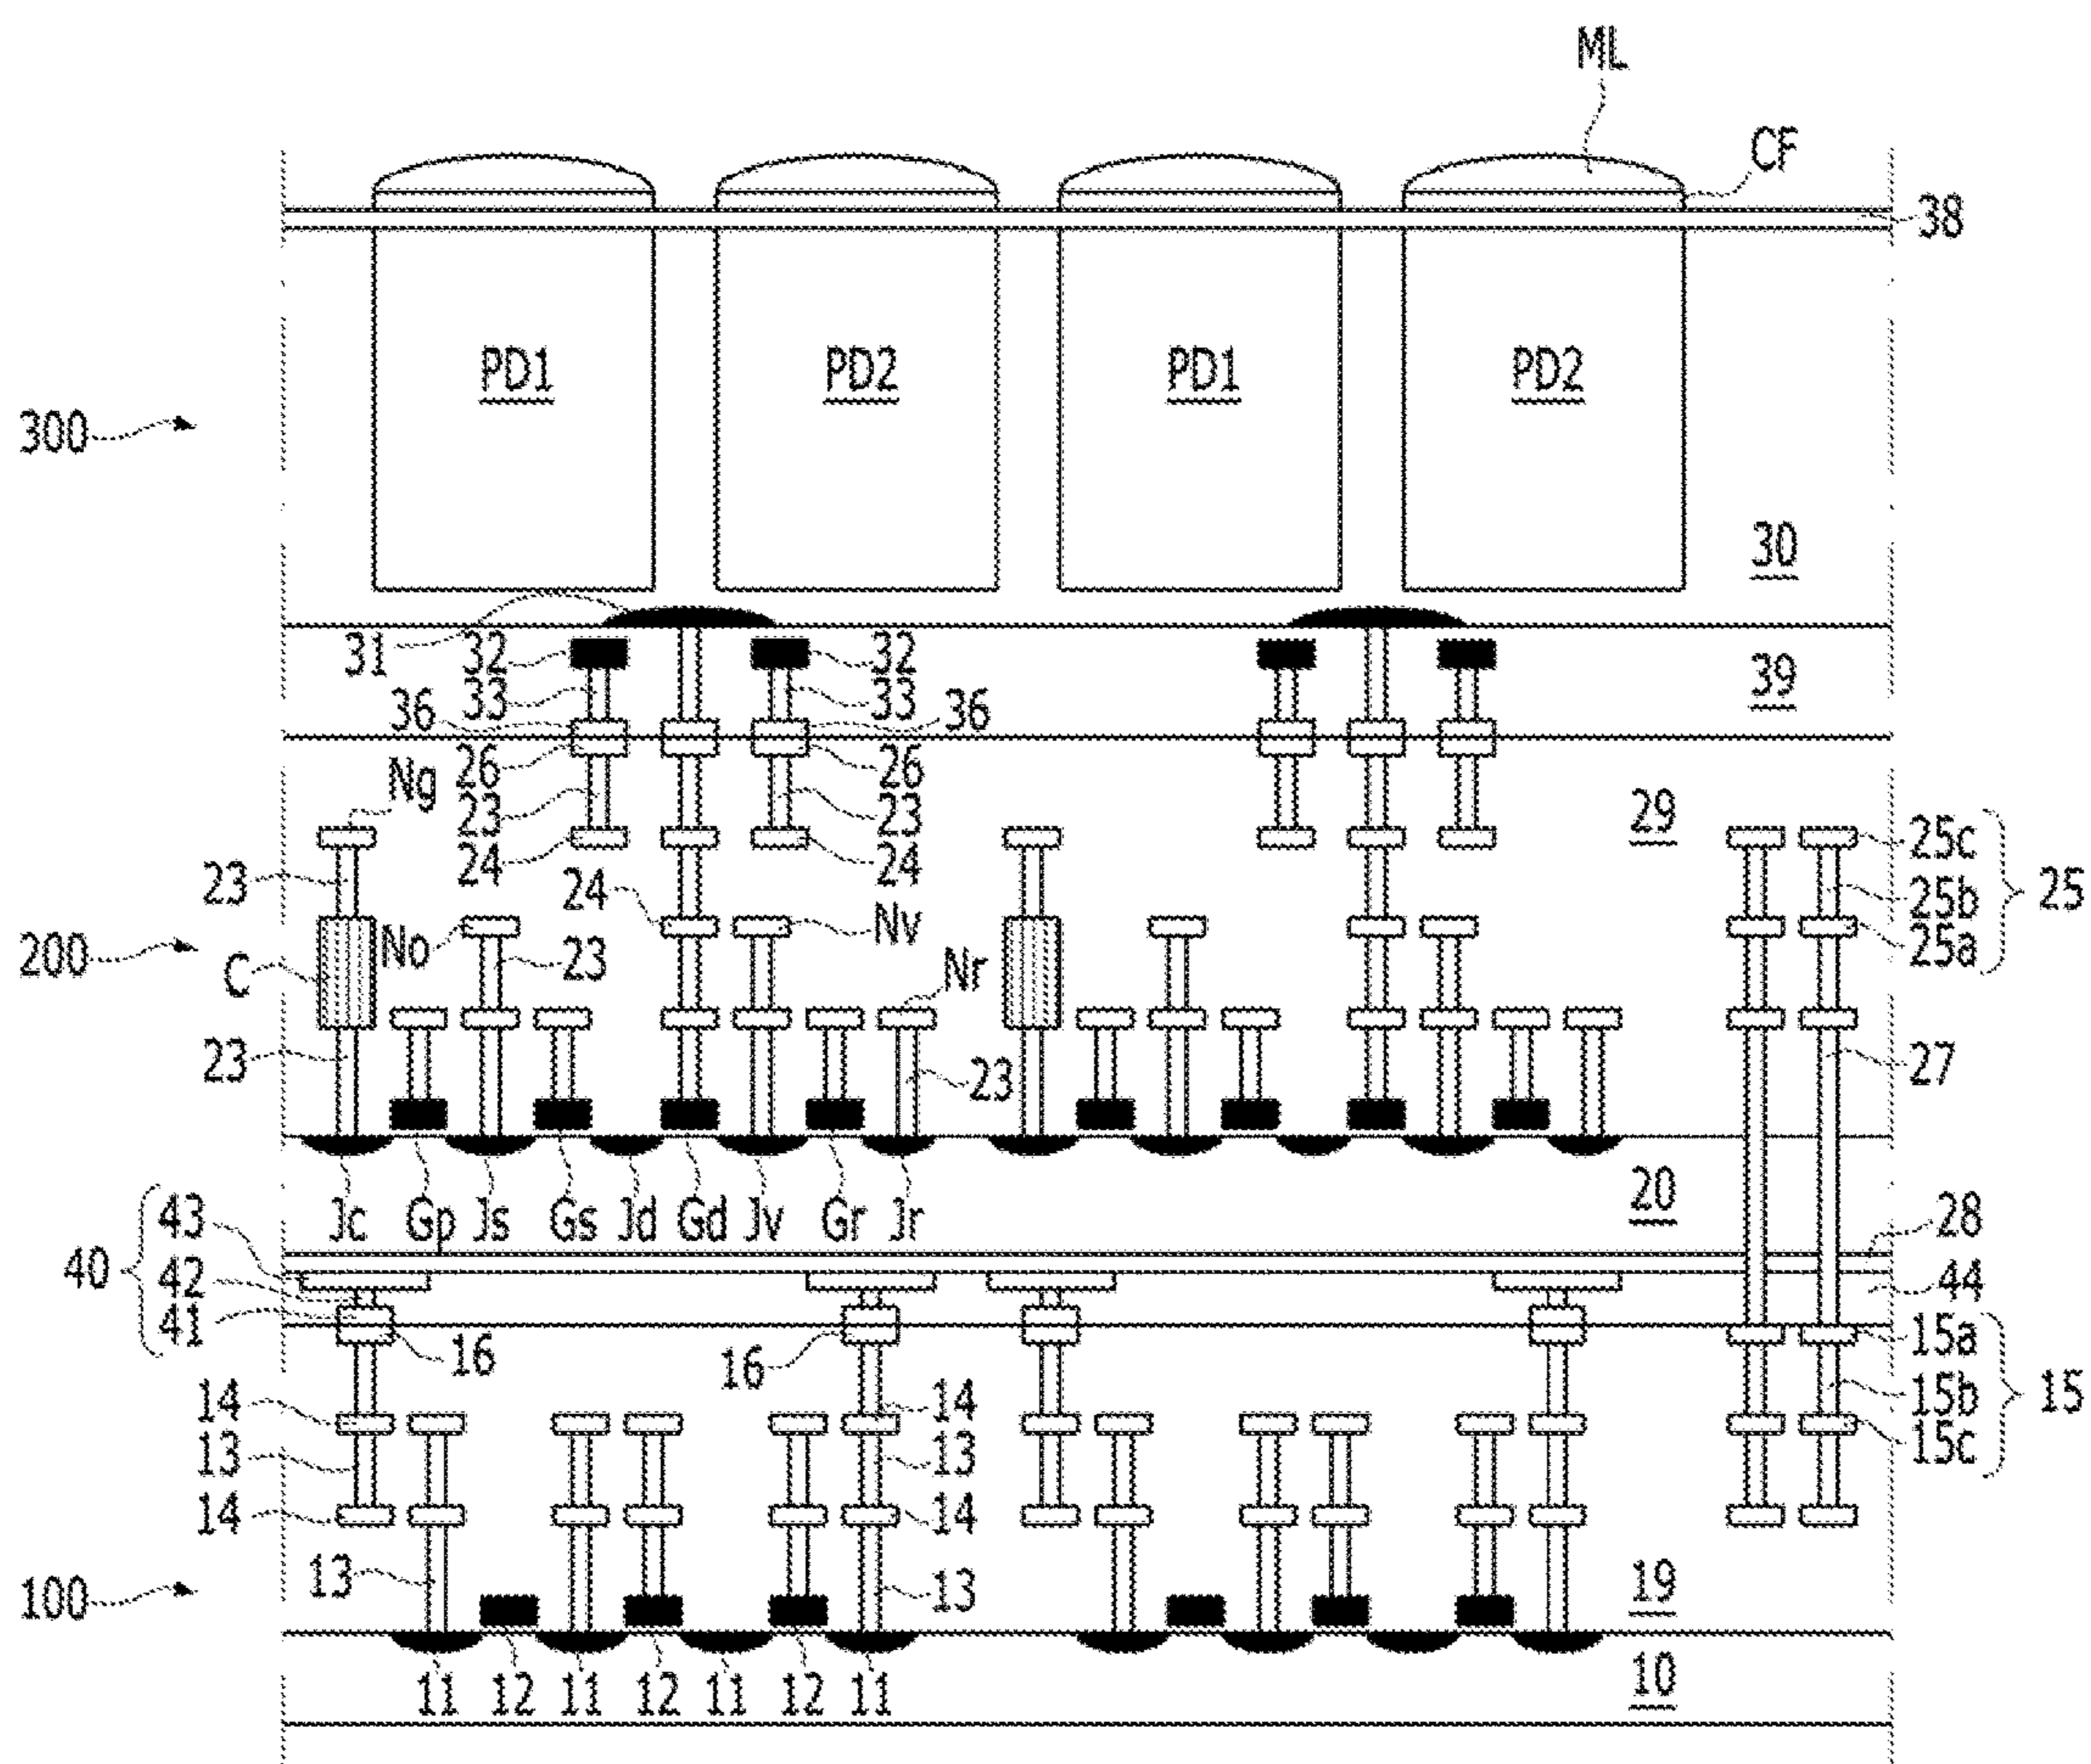 ML
CF
38
PD1 PD2 PD1 PD2
300
30
31 32 32
33 33 39
36 36
26 26
Ng
23 23 29
24 24 25c
23 24 25b 25
200 No 23 Nv 25a
C Nr
23 23 27
20
Jc Gp Js Gs Jd Gd Jv Gr Jr
43 28
40 42 44
41 16 16 15a
14 14 15b 15
13 13 15c
14 14
100 13 13 19
11 12 11 12 11 12 11 10